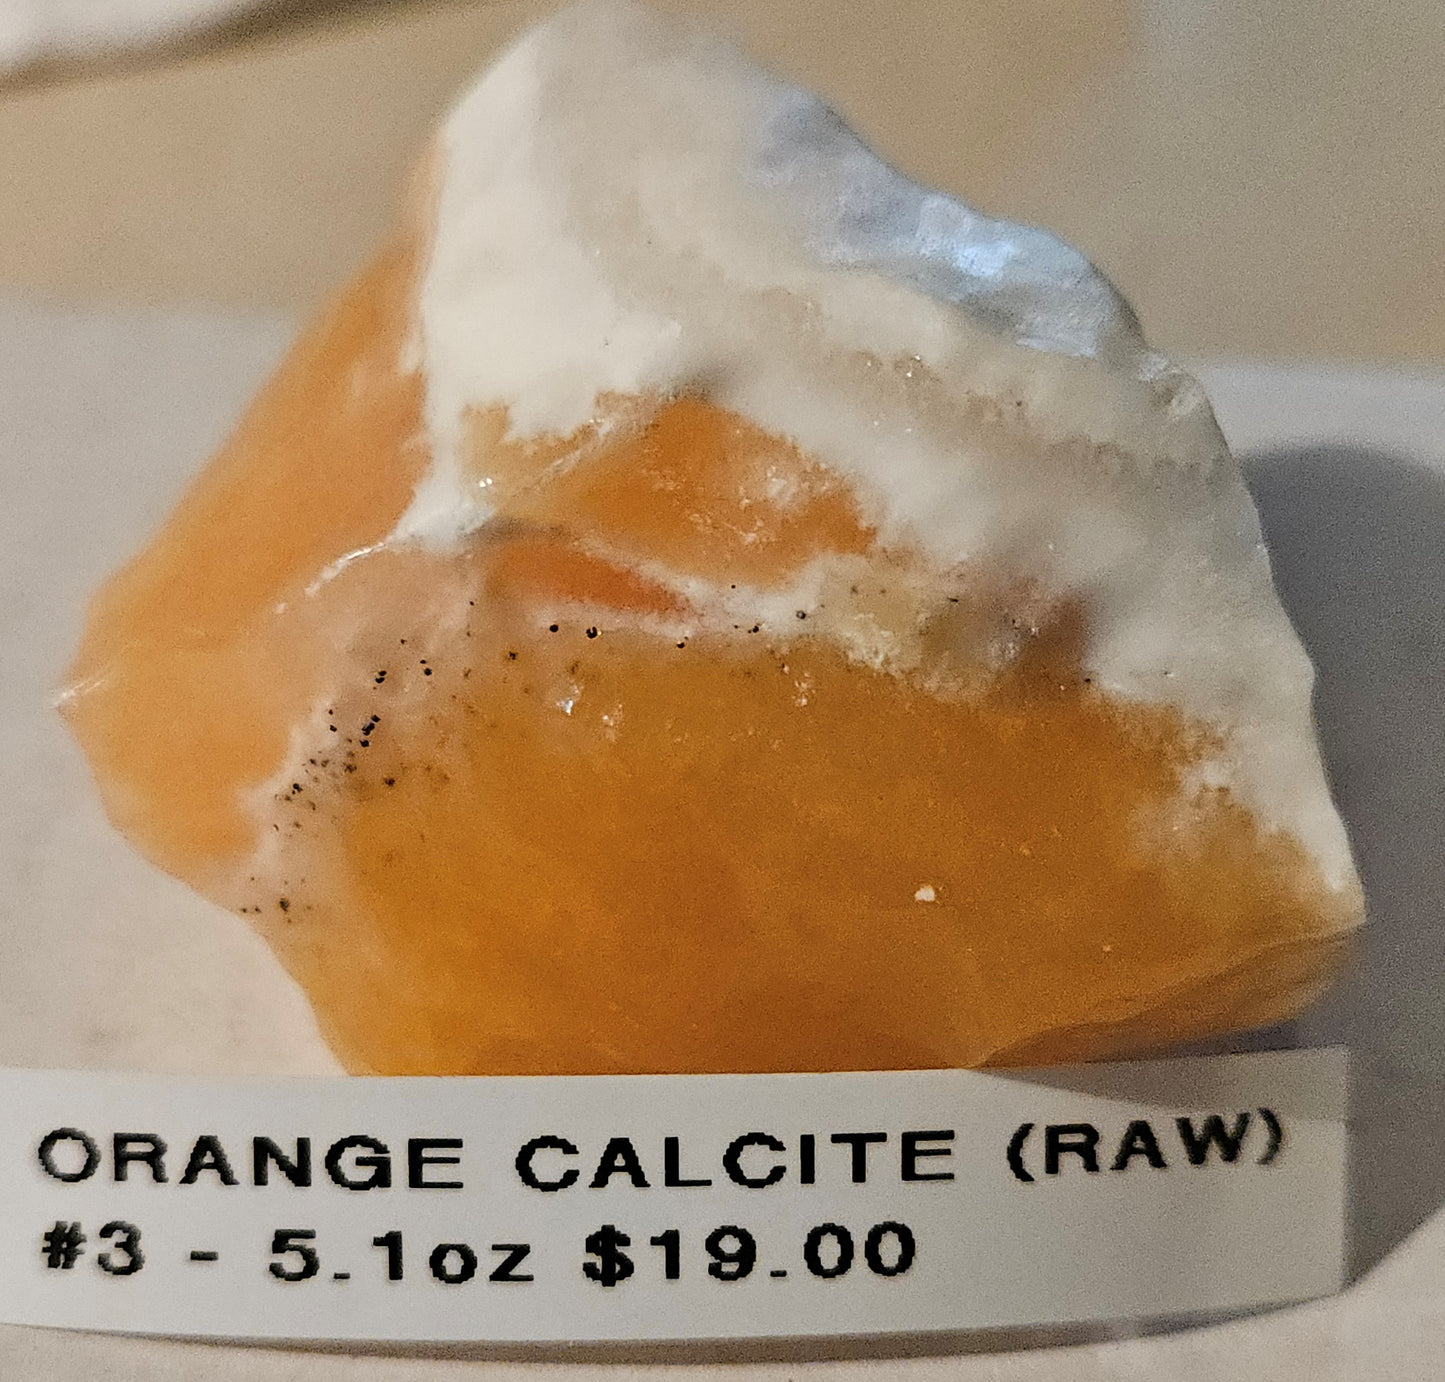 ORANGE CALCITE (RAW)
#3 - 5.1oz $19.00